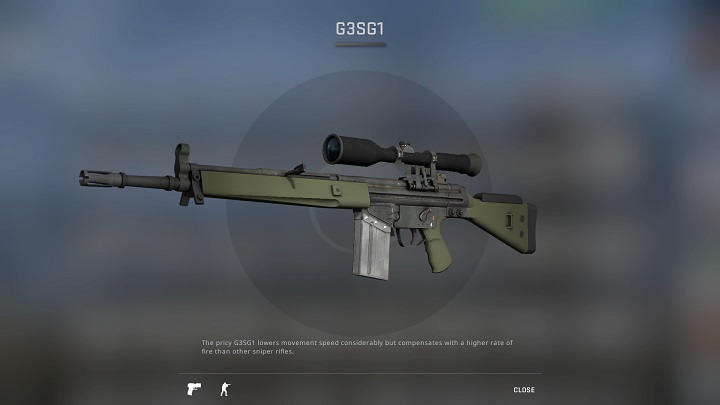 G3SG1
The pricy G3SG1 lowers movement speed considerably but compensates with a higher rate of
fire than other sniper rifles.
CLOSE